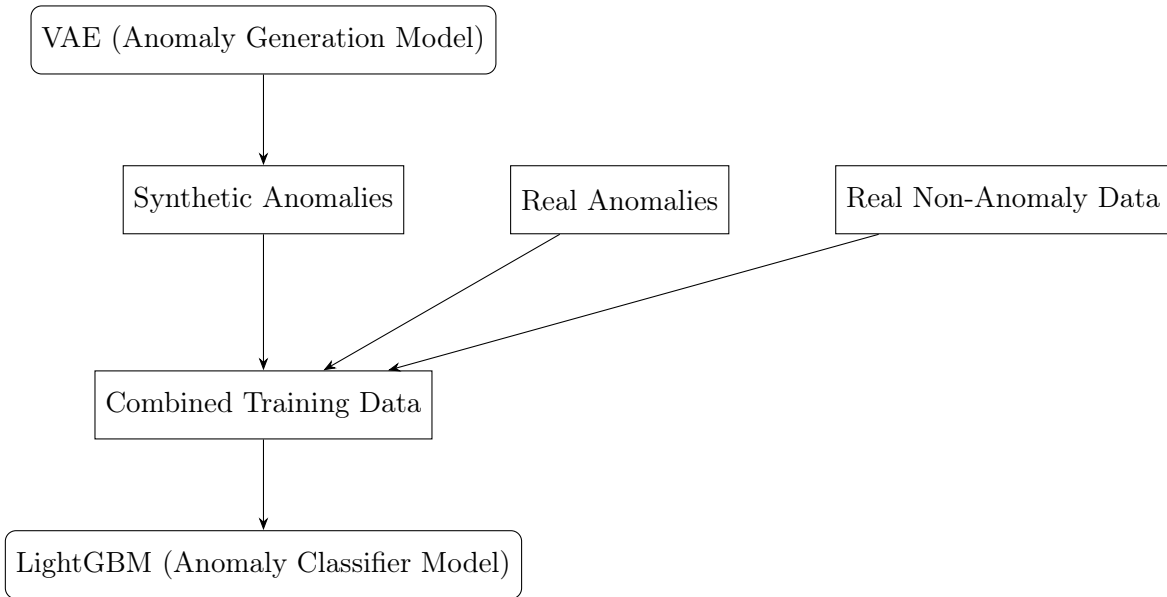 VAE (Anomaly Generation Model)
Synthetic Anomalies
Real Anomalies
Real Non-Anomaly Data
Combined Training Data
LightGBM (Anomaly Classifier Model)